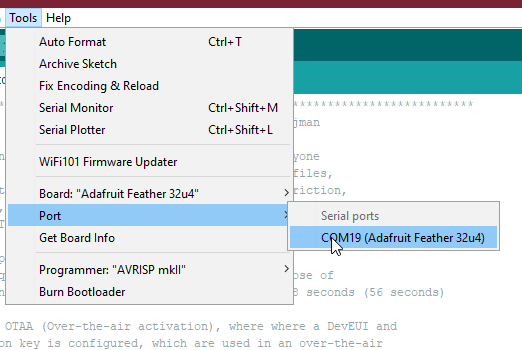 Tools Help
Auto Format Ctrl+T
Archive Sketch
Fix Encoding & Reload
Serial Monitor Ctrl+Shift+M
Serial Plotter Ctrl+Shift+L
WiFi101 Firmware Updater
Board: "Adafruit Feather 32u4"
Port
Get Board Info
Programmer: "AVRISP mkII"
Burn Bootloader
Serial ports
COM19 (Adafruit Feather 32u4)
**************************
jman
yone
files,
riction,
ose of
8 seconds (56 seconds)
OTAA (Over-the-air activation), where where a DevEUI and
on key is configured, which are used in an over-the-air